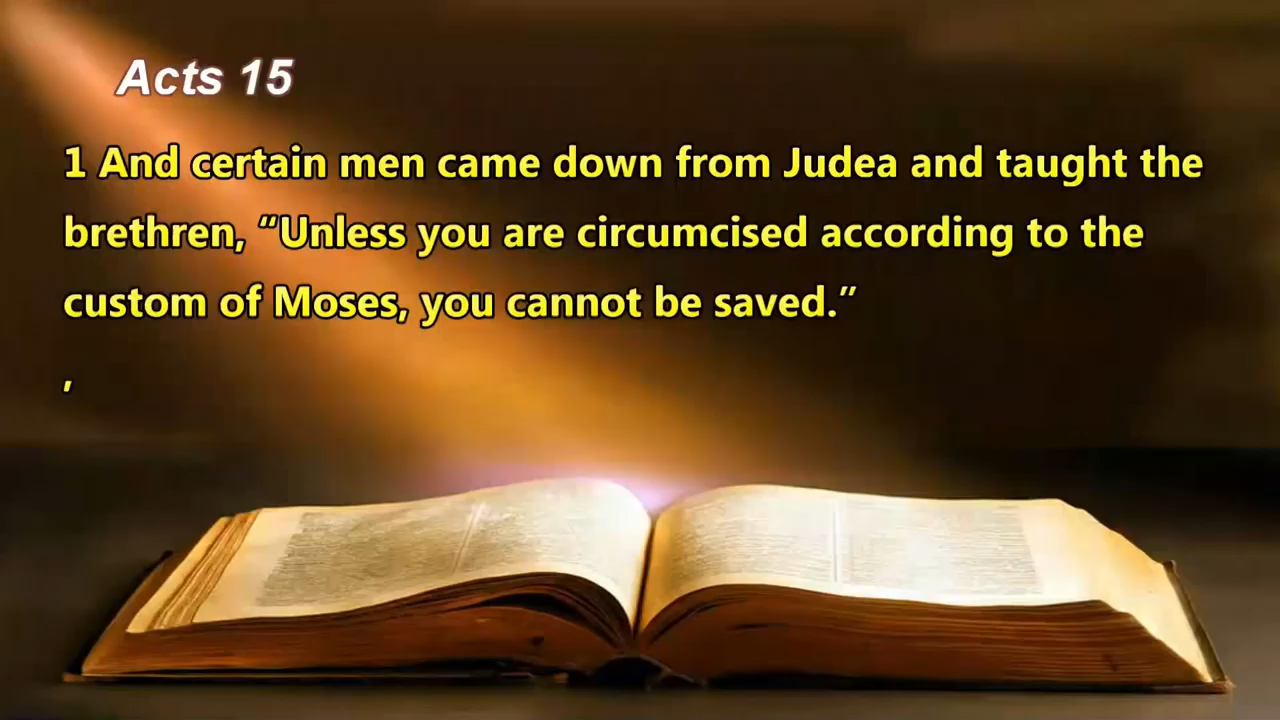 Acts 15
1 And certain men came down from Judea and taught the
brethren, “Unless you are circumcised according to the
custom of Moses, you cannot be saved.”
,